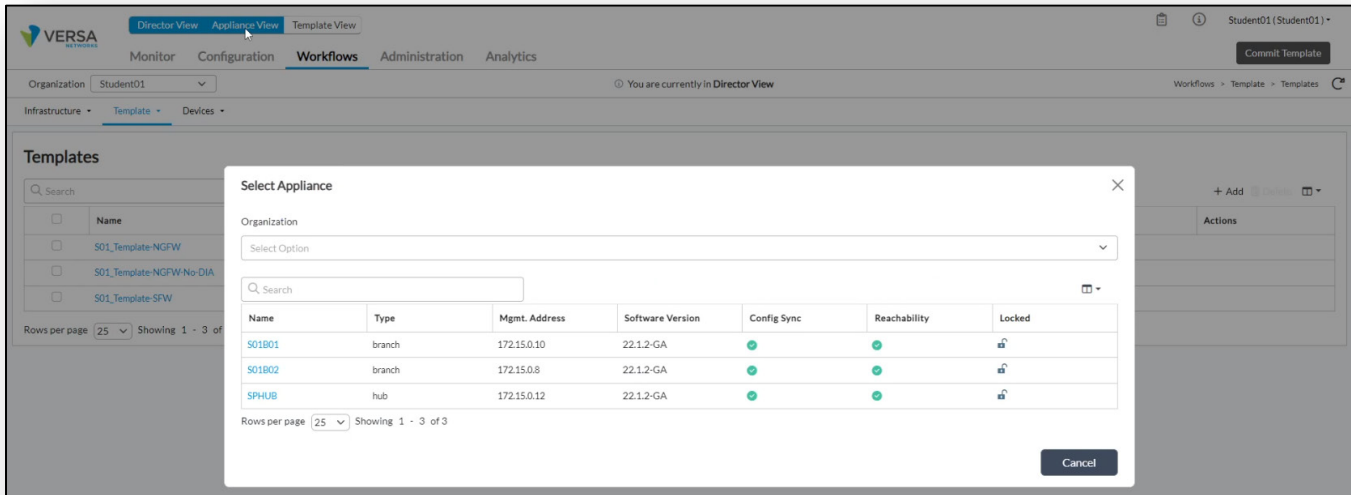 VERSA
NETWORKS
Director View Appliance View Template View
Student01 (Student01)
Monitor Configuration Workflows Administration Analytics
Commit Template
Organization Student01
You are currently in Director View
Workflows > Template > Templates
Infrastructure Template Devices
Templates
Search
+ Add Delete
Name
Actions
S01_Template-NGFW
S01_Template-NGFW-No-DIA
S01_Template-SFW
Rows per page 25 Showing 1 - 3 of
Select Appliance
Organization
Select Option
Search
Name Type Mgmt. Address Software Version Config Sync Reachability Locked
S01B01 branch 172.15.0.10 22.1.2-GA
S01B02 branch 172.15.0.8 22.1.2-GA
SPHUB hub 172.15.0.12 22.1.2-GA
Rows per page 25 Showing 1 - 3 of 3
Cancel